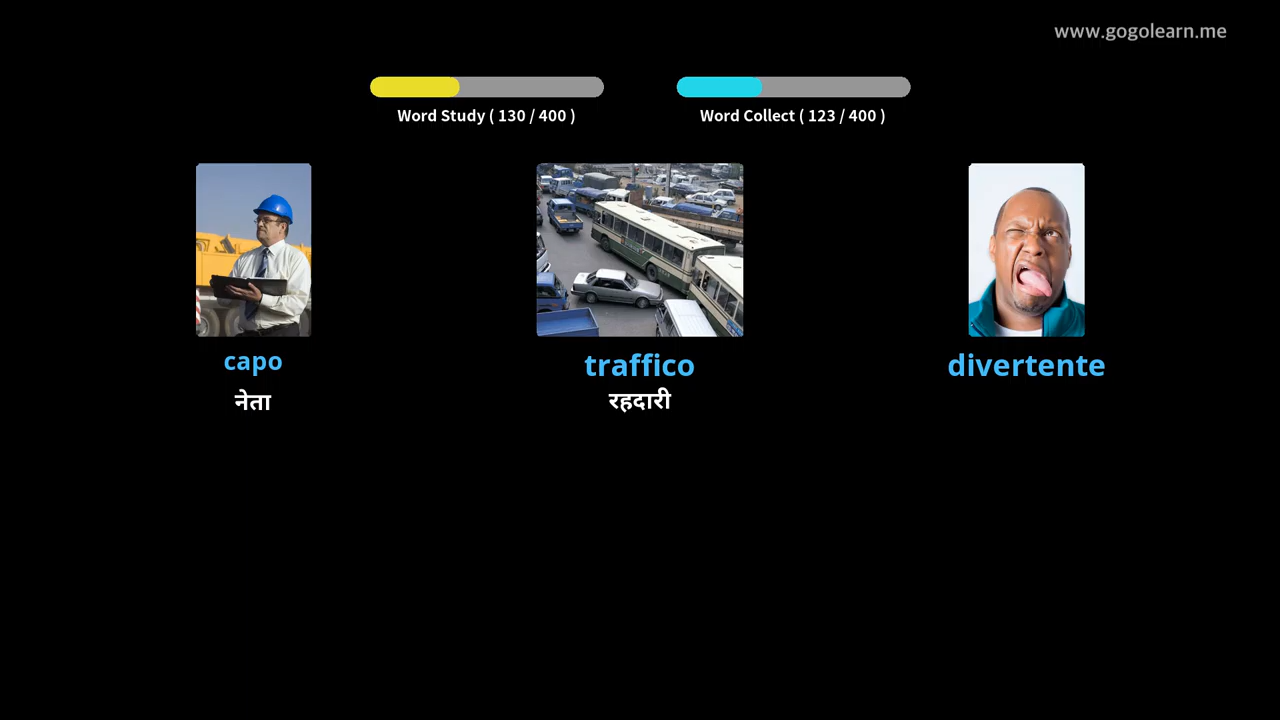 www.gogolearn.me
Word Study ( 130 / 400 )
Word Collect ( 123 / 400 )
capo
traffico
divertente
नेता
रहदारी